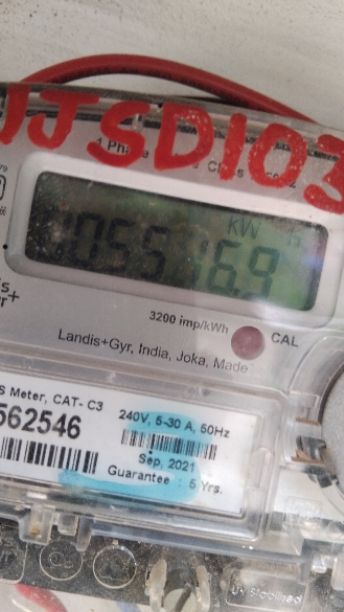 JJSD103
1 Phase
kW h
3200 imp/kWh
CAL
Landis+Gyr, India, Joka, Made
S Meter, CAT- C3
562546
240V, 5-30 A, 50Hz
Sep, 2021
Guarantee : 5 Yrs.